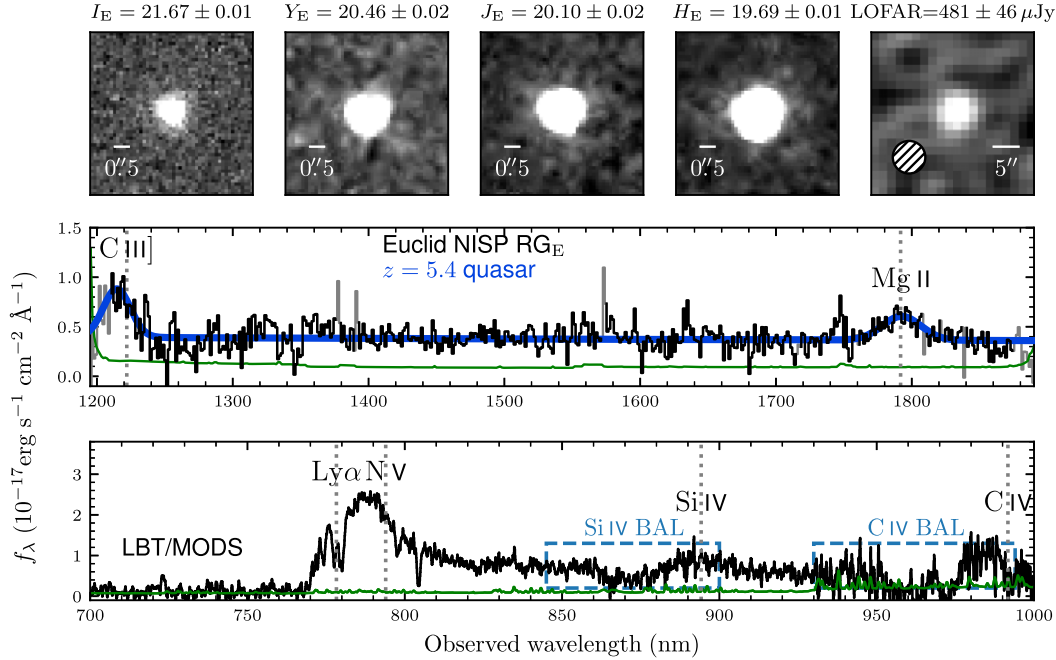 I_E = 21.67 ± 0.01
Y_E = 20.46 ± 0.02
J_E = 20.10 ± 0.02
H_E = 19.69 ± 0.01
LOFAR=481 ± 46 μJy
0″.5
0″.5
0″.5
0″.5
5″
C III]
Euclid NISP RG_E
z = 5.4 quasar
Mg II
1.5
1.0
0.5
0.0
1200 1300 1400 1500 1600 1700 1800
f_λ (10⁻¹⁷erg s⁻¹ cm⁻² Å⁻¹)
Lyα N V
Si IV
C IV
Si IV BAL
C IV BAL
LBT/MODS
3
2
1
0
700 750 800 850 900 950 1000
Observed wavelength (nm)